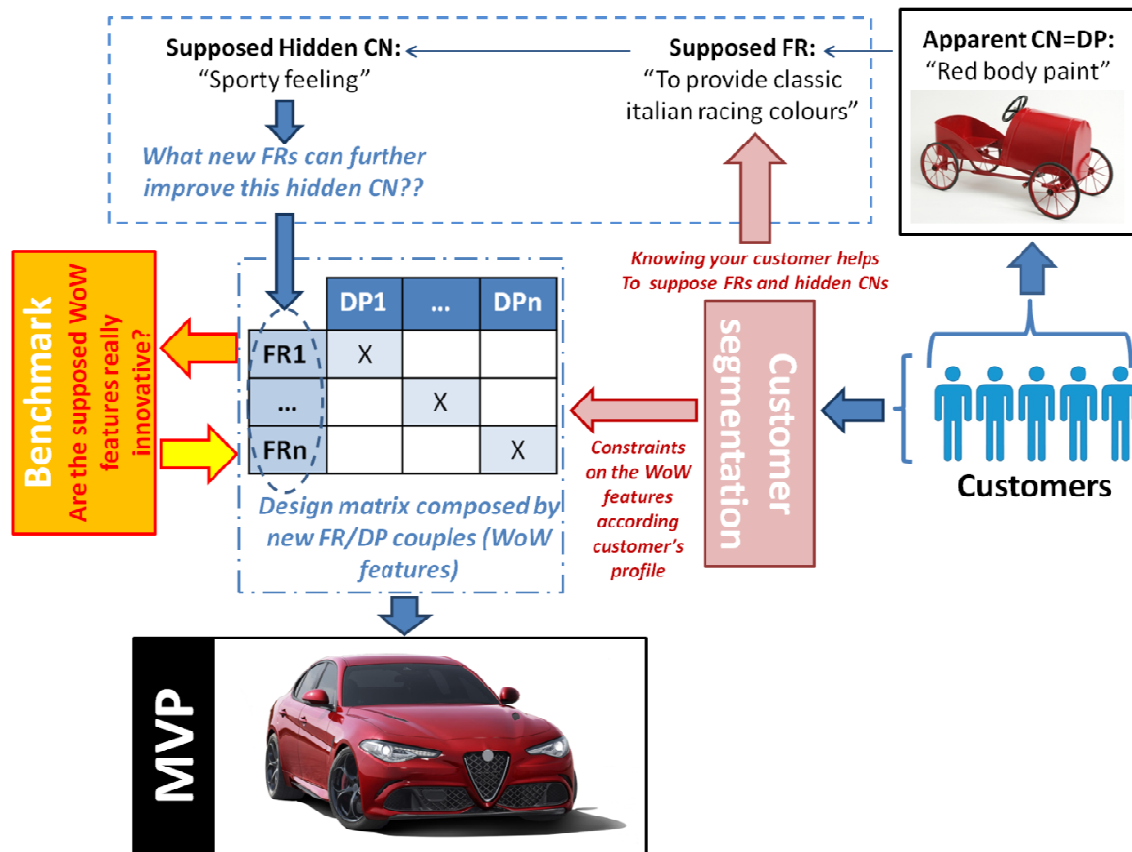 Supposed Hidden CN:
“Sporty feeling”
Supposed FR:
“To provide classic
italian racing colours”
Apparent CN=DP:
“Red body paint”
What new FRs can further
improve this hidden CN??
Knowing your customer helps
To suppose FRs and hidden CNs
Benchmark
Are the supposed WoW
features really
innovative?
DP1 ... DPn
FR1 X
... X
FRn X
Design matrix composed by
new FR/DP couples (WoW
features)
Constraints
on the WoW
features
according
customer’s
profile
Customer
segmentation
Customers
MVP